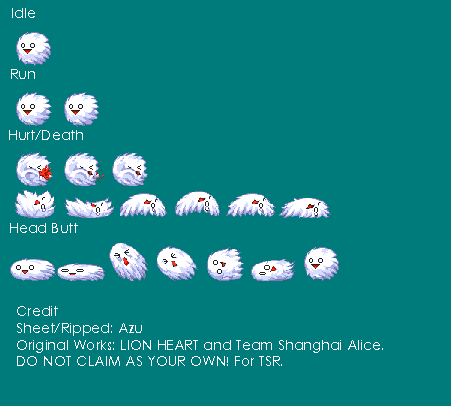 Idle
Run
Hurt/Death
Head Butt
Credit
Sheet/Ripped: Azu
Original Works: LION HEART and Team Shanghai Alice.
DO NOT CLAIM AS YOUR OWN! For TSR.